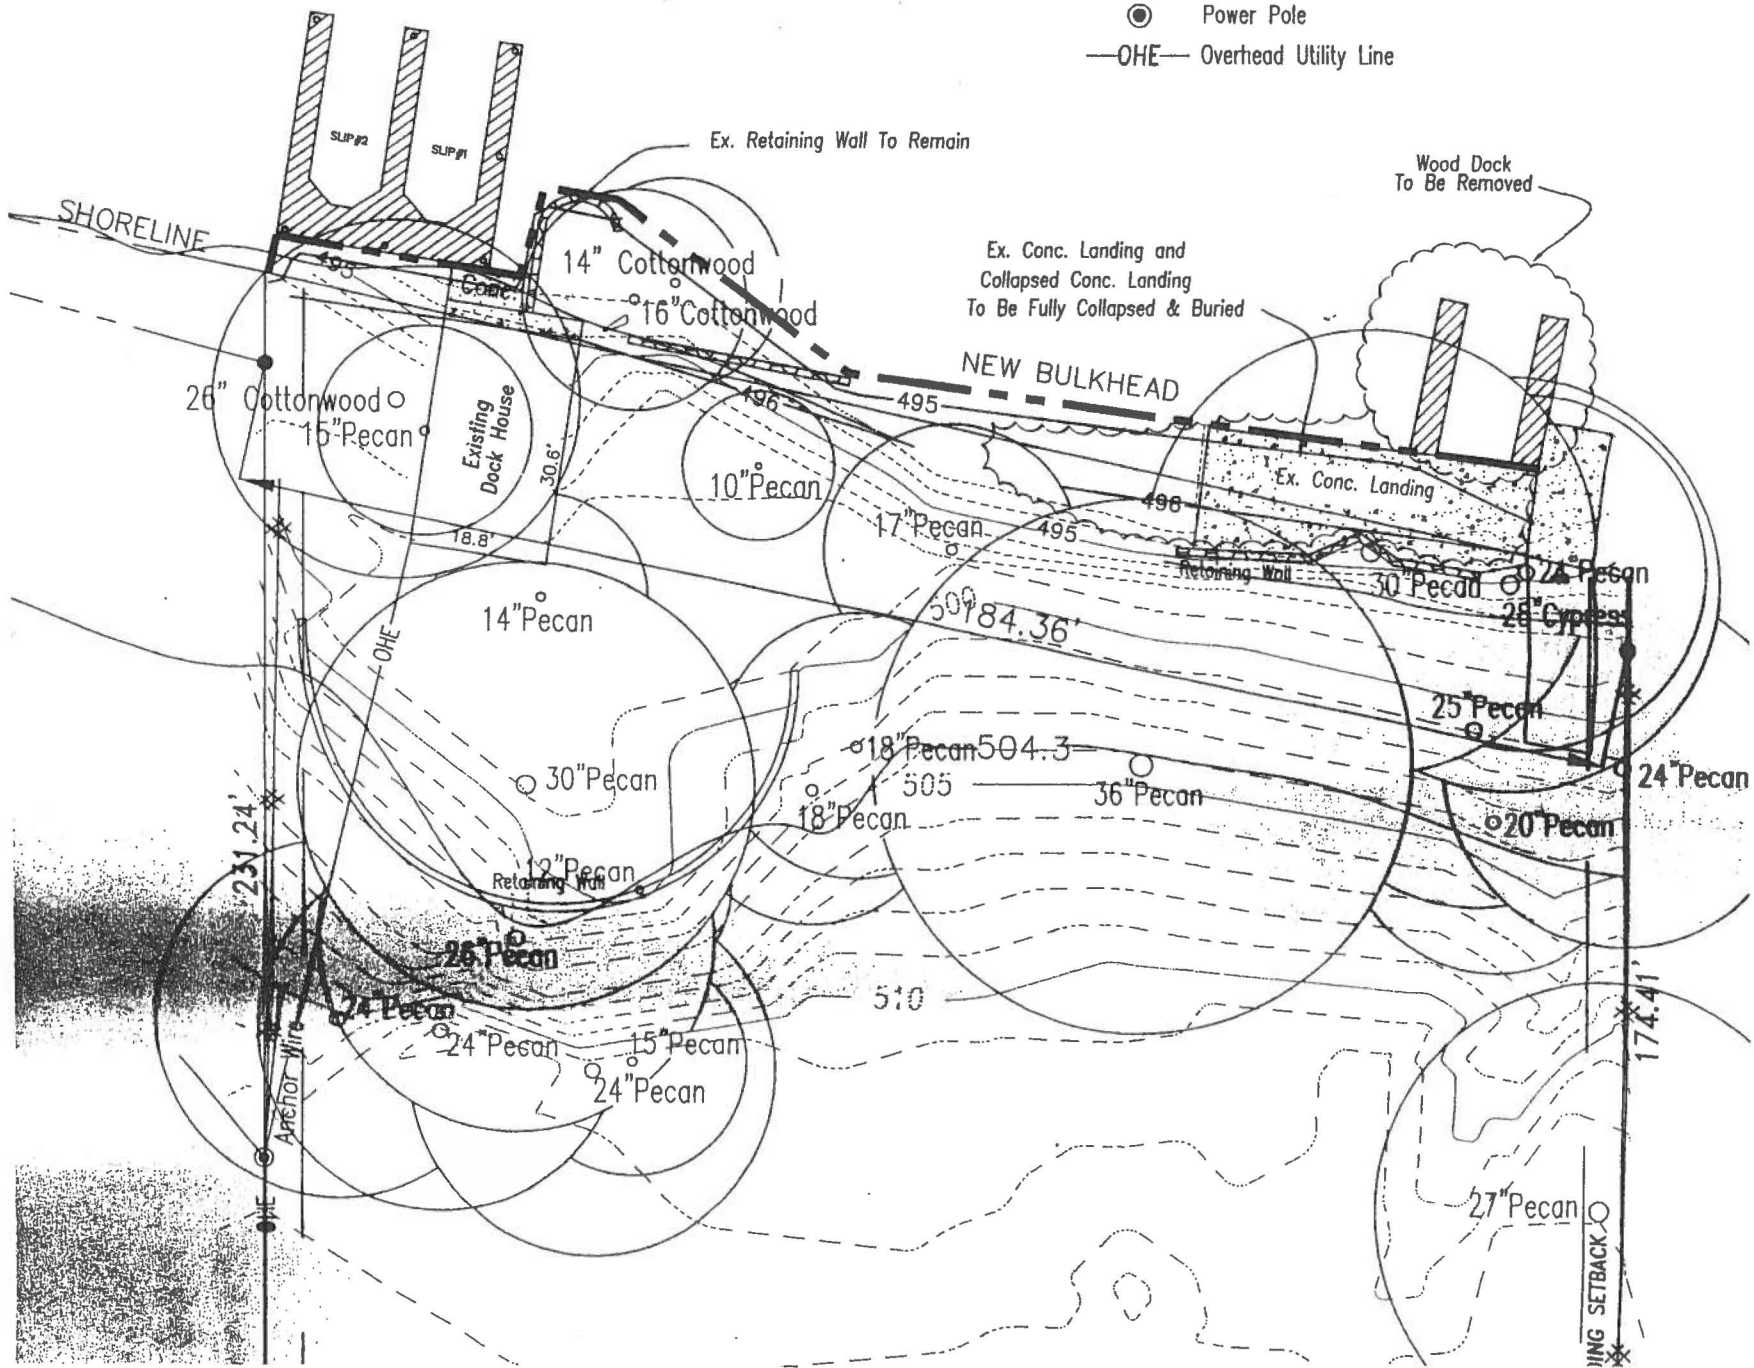 Power Pole
OHE Overhead Utility Line
SLIP#2
SLIP#1
Ex. Retaining Wall To Remain
Wood Dock
To Be Removed
SHORELINE
495
14" Cottonwood
16"Cottonwood
Ex. Conc. Landing and
Collapsed Conc. Landing
To Be Fully Collapsed & Buried
NEW BULKHEAD
26" Cottonwood
15"Pecan
Existing
Dock House
30.6'
18.8'
496
495
10"Pecan
17"Pecan
495
496
Ex. Conc. Landing
Retaining Wall
30"Pecan
24"Pecan
28"Cypress
14"Pecan
OHE
500
184.36'
25"Pecan
18"Pecan
504.3
505
30"Pecan
18"Pecan
36"Pecan
24"Pecan
20"Pecan
231.24'
12"Pecan
Retaining Wall
26"Pecan
24"Pecan
24"Pecan
15"Pecan
24"Pecan
510
174.41'
Anchor Wire
27"Pecan
DING SETBACK